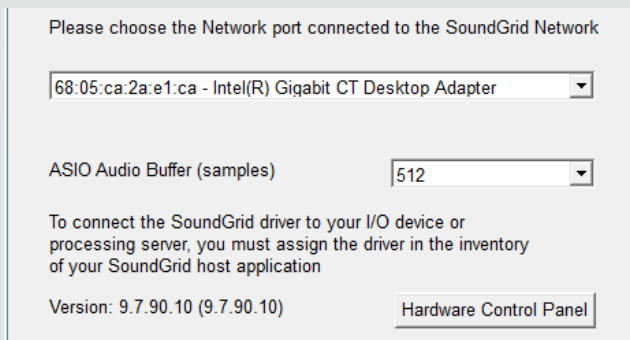 Please choose the Network port connected to the SoundGrid Network
68:05:ca:2a:e1:ca - Intel(R) Gigabit CT Desktop Adapter
ASIO Audio Buffer (samples)
512
To connect the SoundGrid driver to your I/O device or
processing server, you must assign the driver in the inventory
of your SoundGrid host application
Version: 9.7.90.10 (9.7.90.10)
Hardware Control Panel